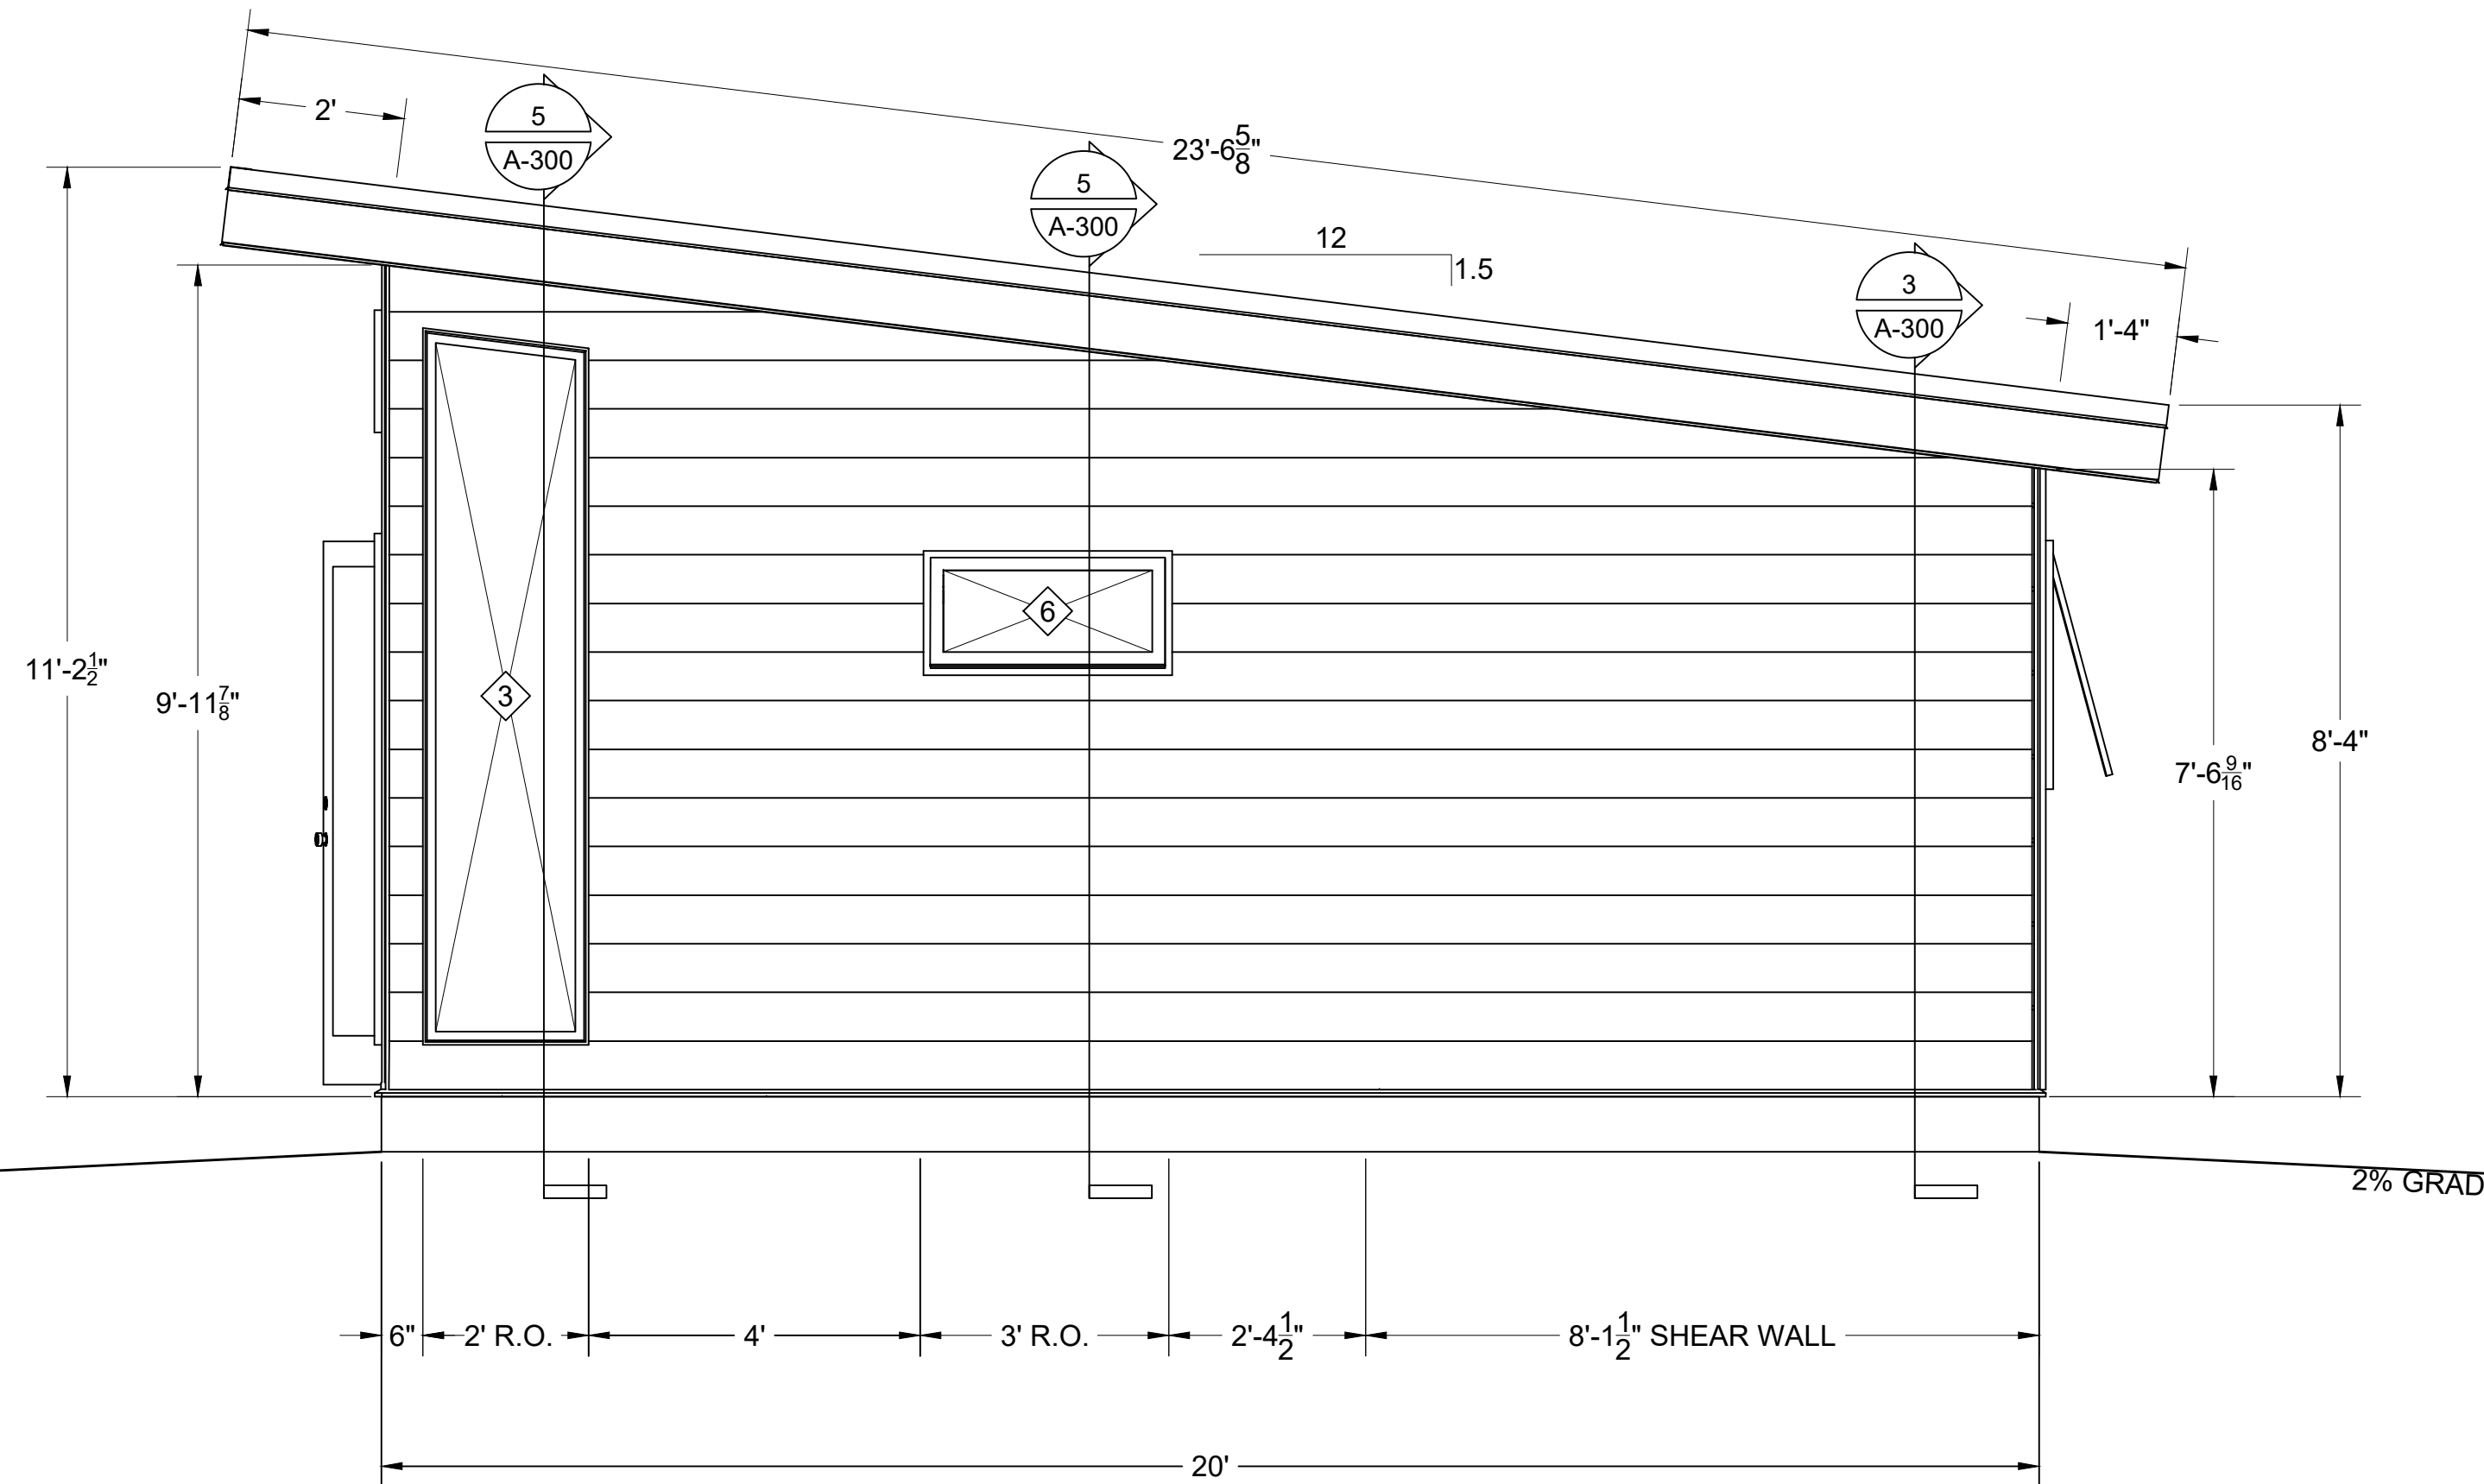 2'
5
A-300
23'-6 5/8"
5
A-300
12
1.5
3
A-300
1'-4"
6
3
11'-2 1/2"
9'-11 7/8"
8'-4"
7'-6 9/16"
2% GRAD
6"
2' R.O.
4'
3' R.O.
2'-4 1/2"
8'-1 1/2" SHEAR WALL
20'